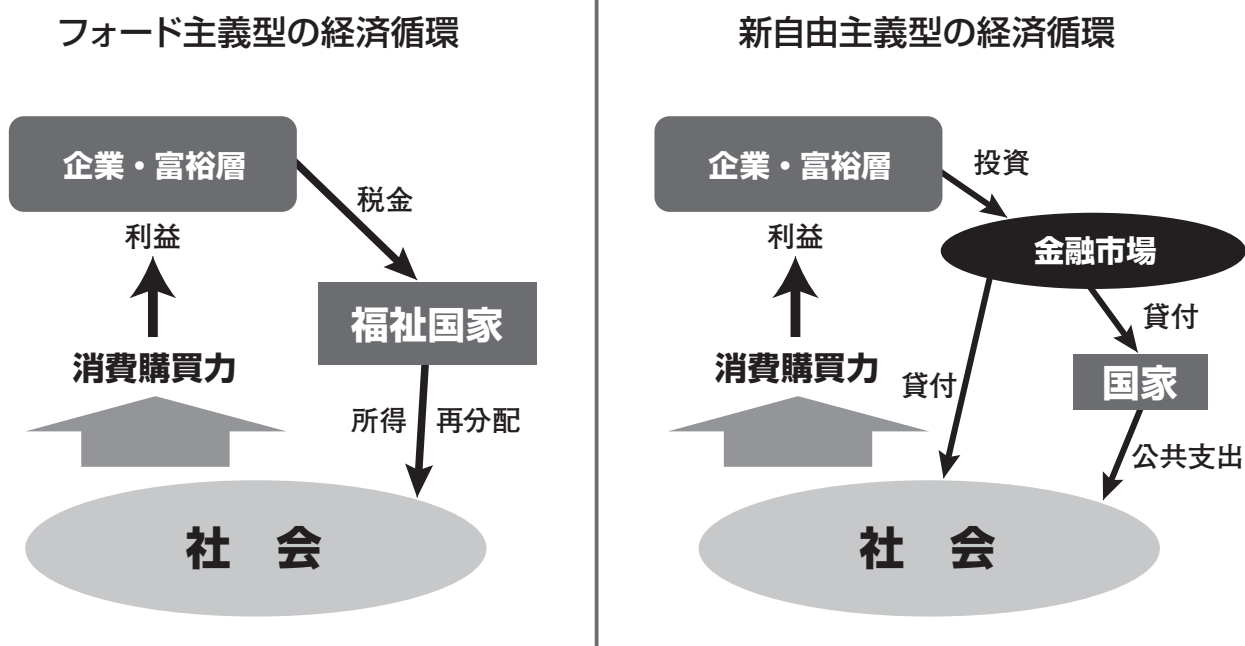 フォード主義型の経済循環
企業・富裕層
税金
利益
福祉国家
消費購買力
所得 再分配
社 会
新自由主義型の経済循環
企業・富裕層
投資
利益
金融市場
貸付
消費購買力
貸付
国家
公共支出
社 会